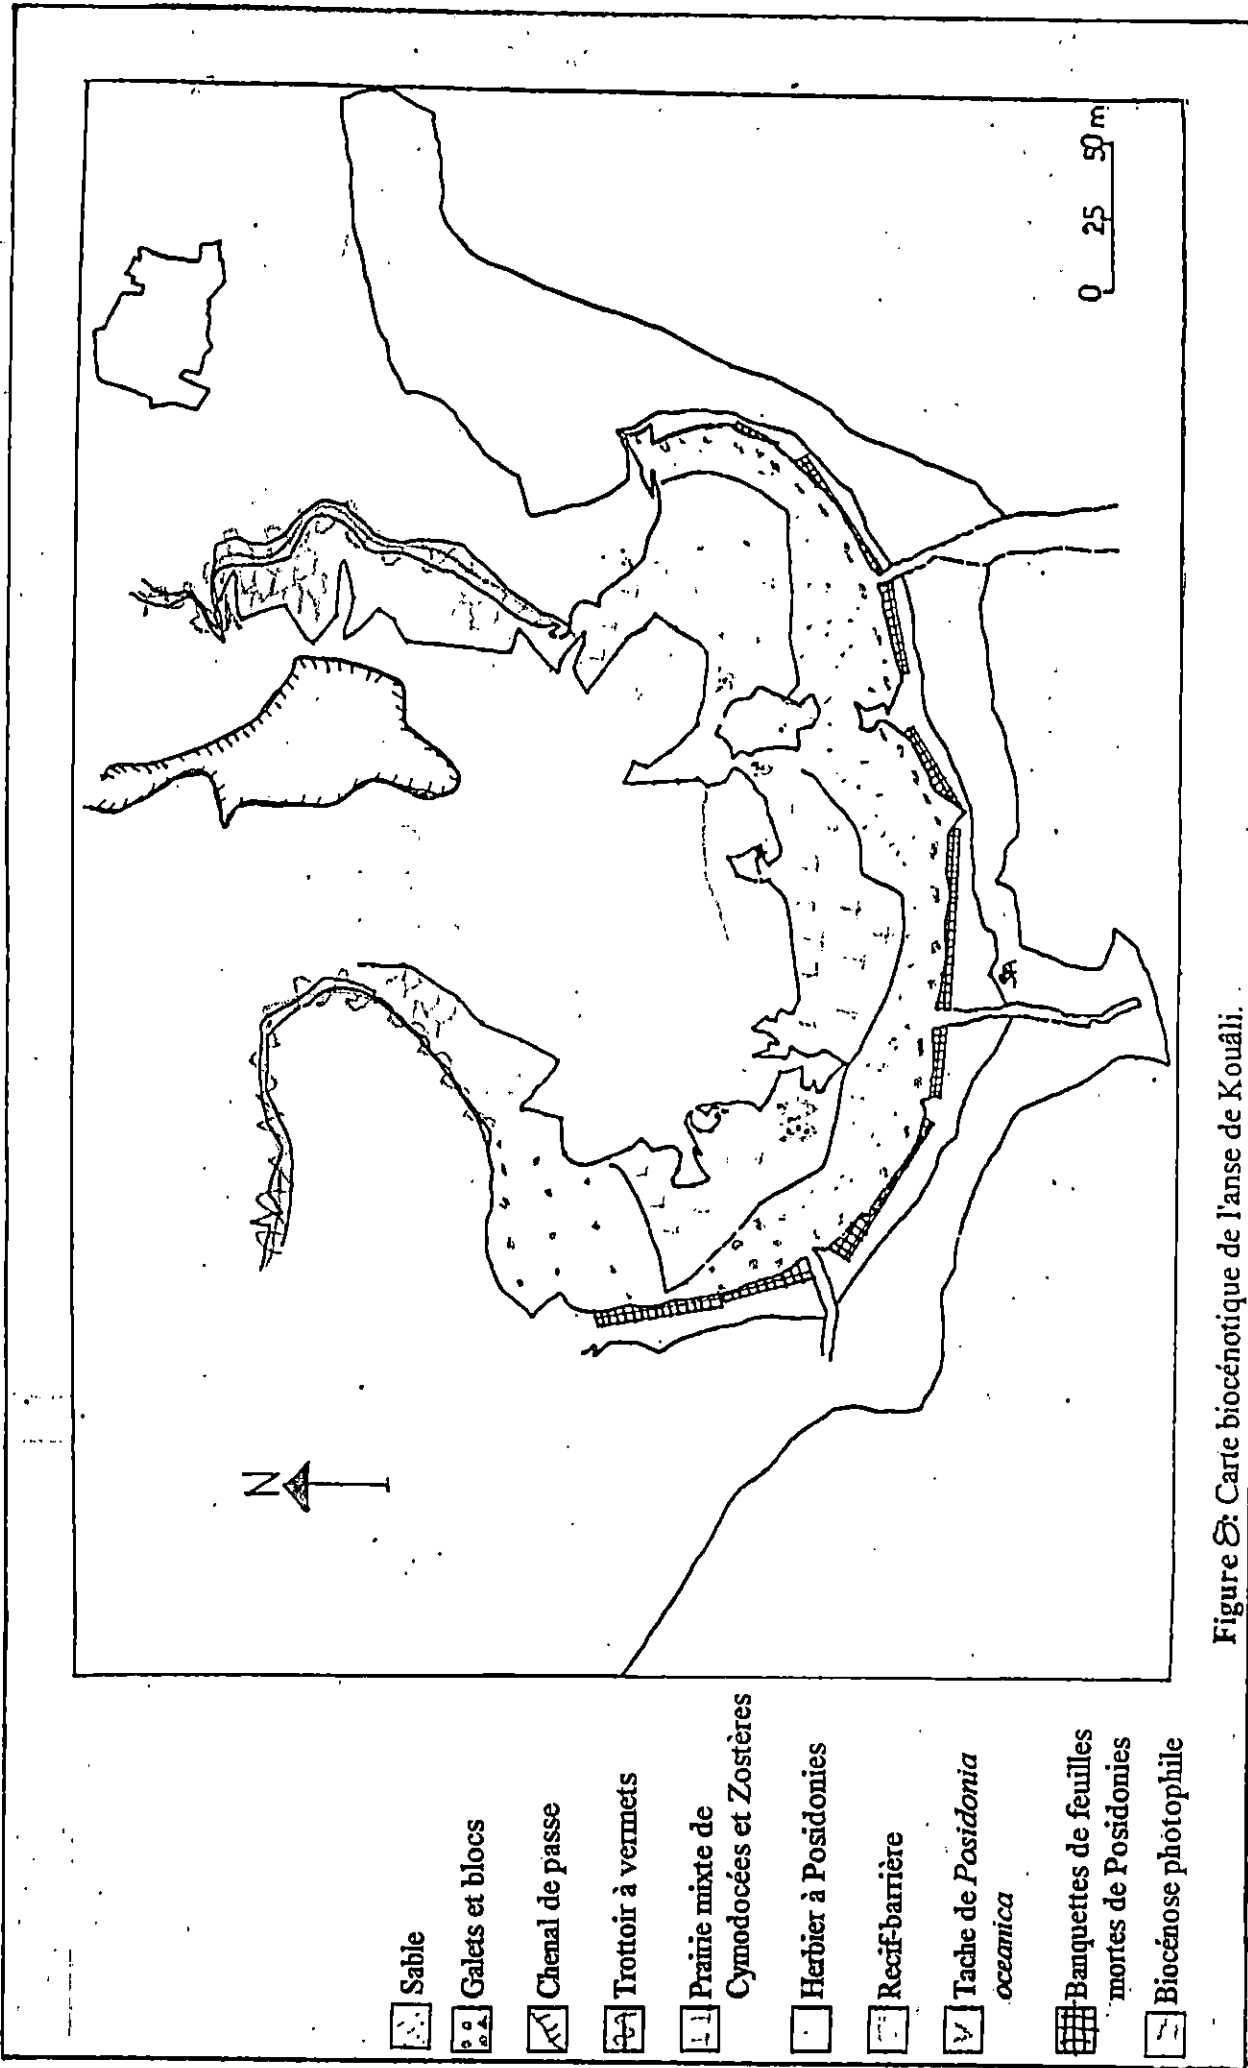 N
0 25 50 m
Sable
Galets et blocs
Chenal de passe
Trottoir à vermets
Prairie mixte de
Cymodocées et Zostères
Herbier à Posidonies
Recif-barrière
Tache de Posidonia
oceanica
Banquettes de feuilles
mortes de Posidonies
Biocénose photophile
Figure 8: Carte biocénotique de l'anse de Kouâli.